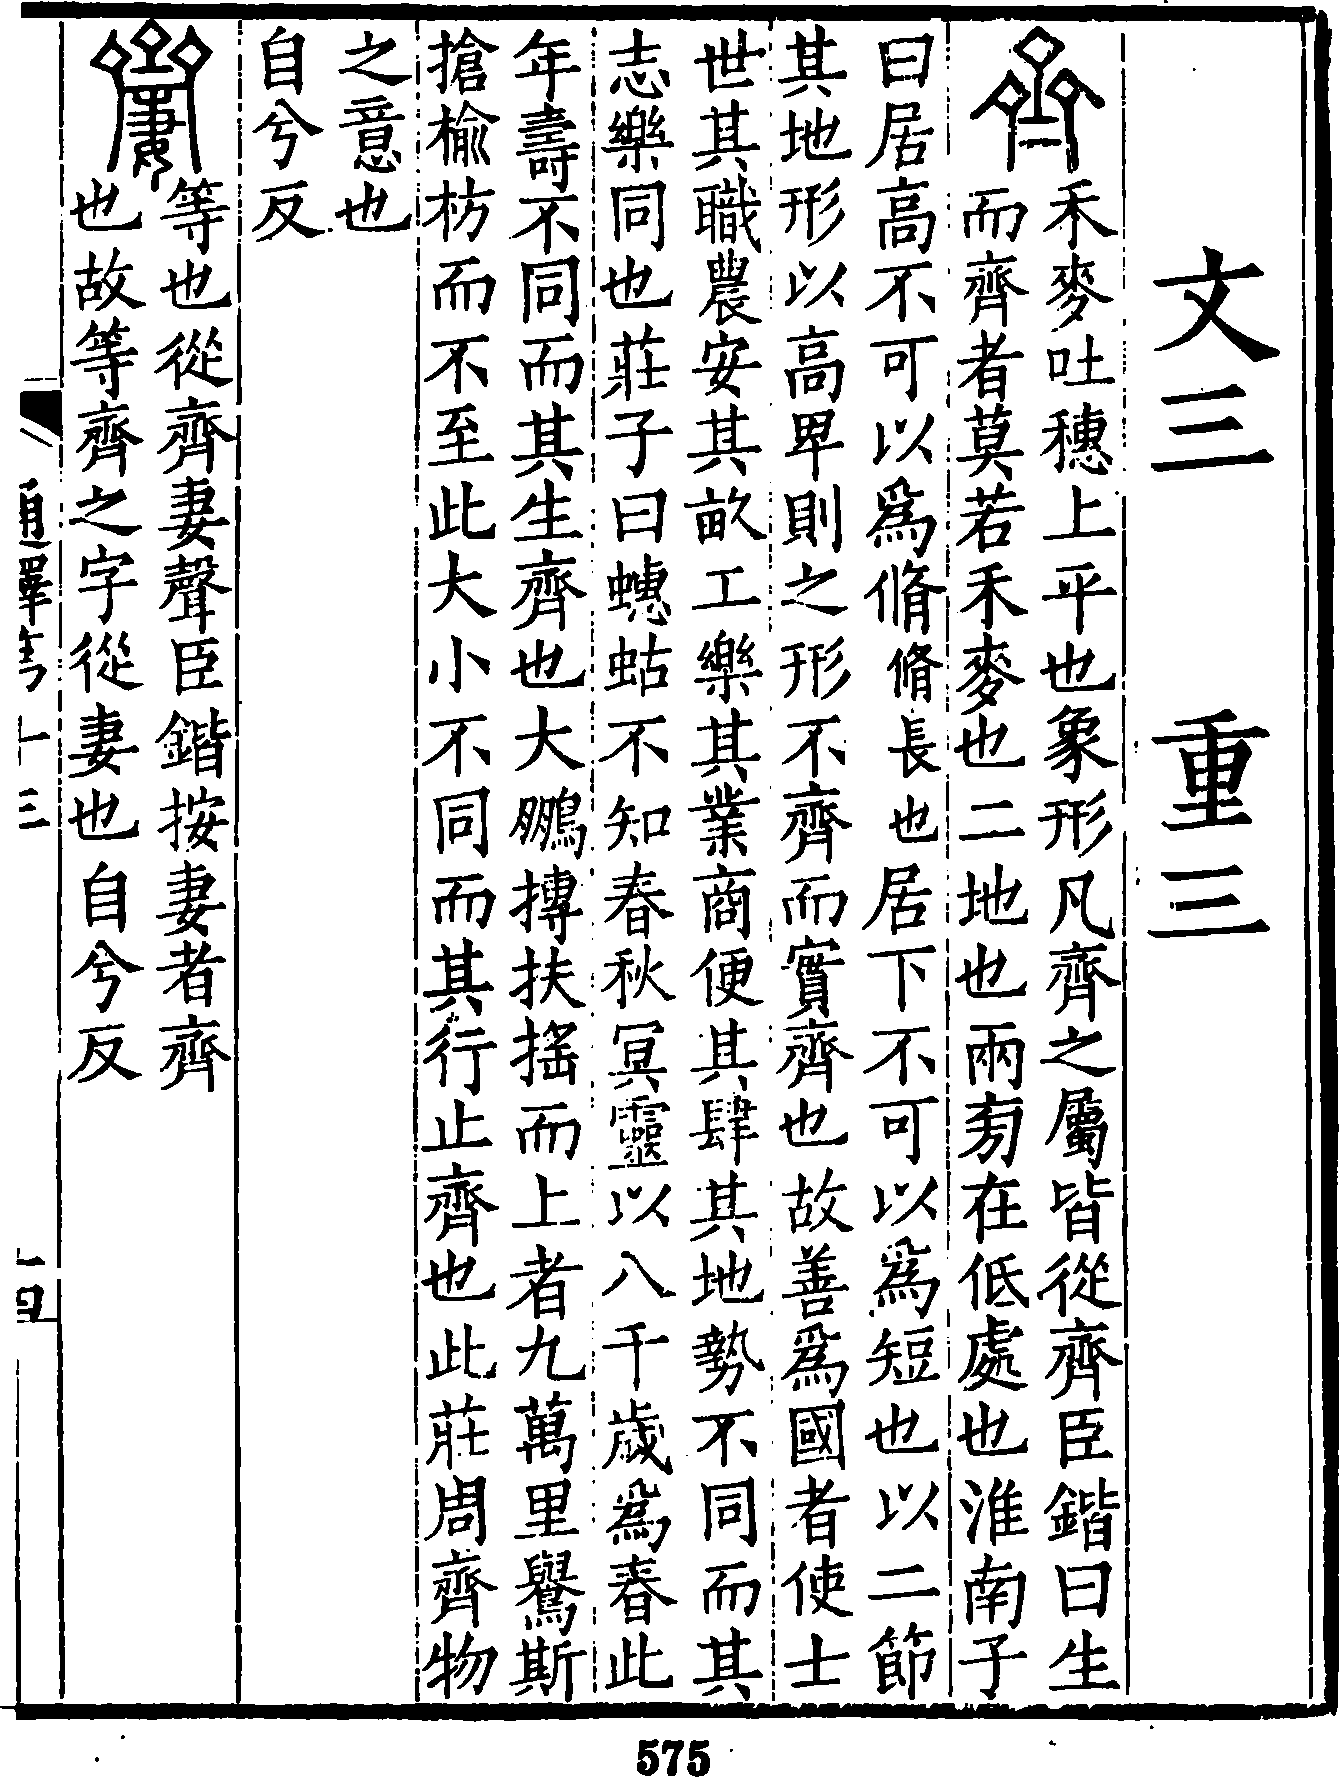 文三　重三
禾麥吐穗上平也象形凡齊之屬皆從齊臣鍇曰生
而齊者莫若禾麥也二地也兩㫄在低處也淮南子
曰居高不可以爲脩脩長也居下不可以爲短也以二節
其地形以高卑則之形不齊而實齊也故善爲國者使士
世其職農安其畝工樂其業商便其肆其地勢不同而其
志樂同也莊子曰蟪蛄不知春秋冥靈以八千歲爲春此
年壽不同而其生齊也大鵬搏扶搖而上者九萬里鷽斯
搶榆枋而不至此大小不同而其行止齊也此莊周齊物
之意也
自兮反
等也從齊妻聲臣鍇按妻者齊
也故等齊之字從妻也自兮反
通釋弟十三
十四
575